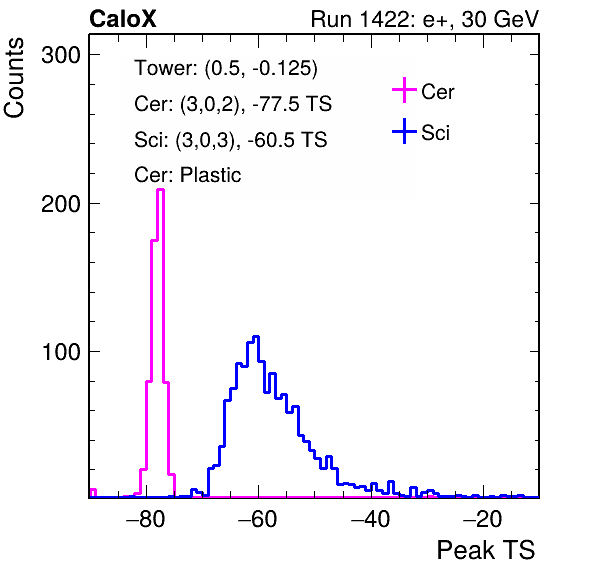 CaloX Run 1422: e+, 30 GeV
Counts
300
200
100
Tower: (0.5, -0.125)
Cer: (3,0,2), -77.5 TS
Sci: (3,0,3), -60.5 TS
Cer: Plastic
Cer
Sci
−80 −60 −40 −20
Peak TS